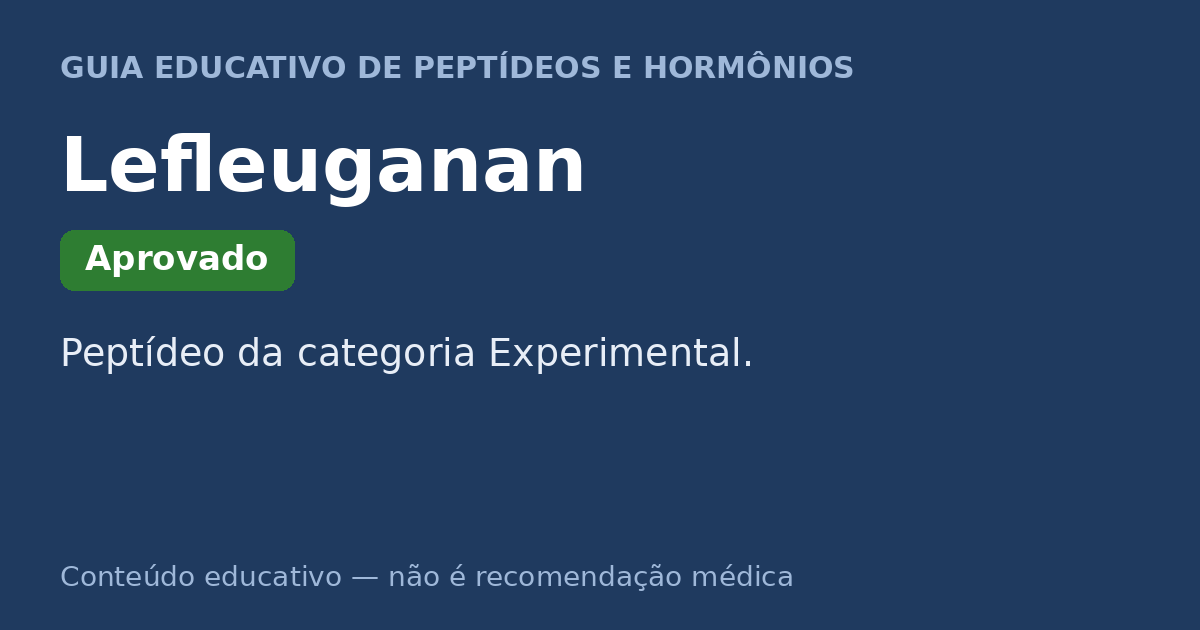 GUIA EDUCATIVO DE PEPTÍDEOS E HORMÔNIOS
Lefleuganan
Aprovado
Peptídeo da categoria Experimental.
Conteúdo educativo — não é recomendação médica